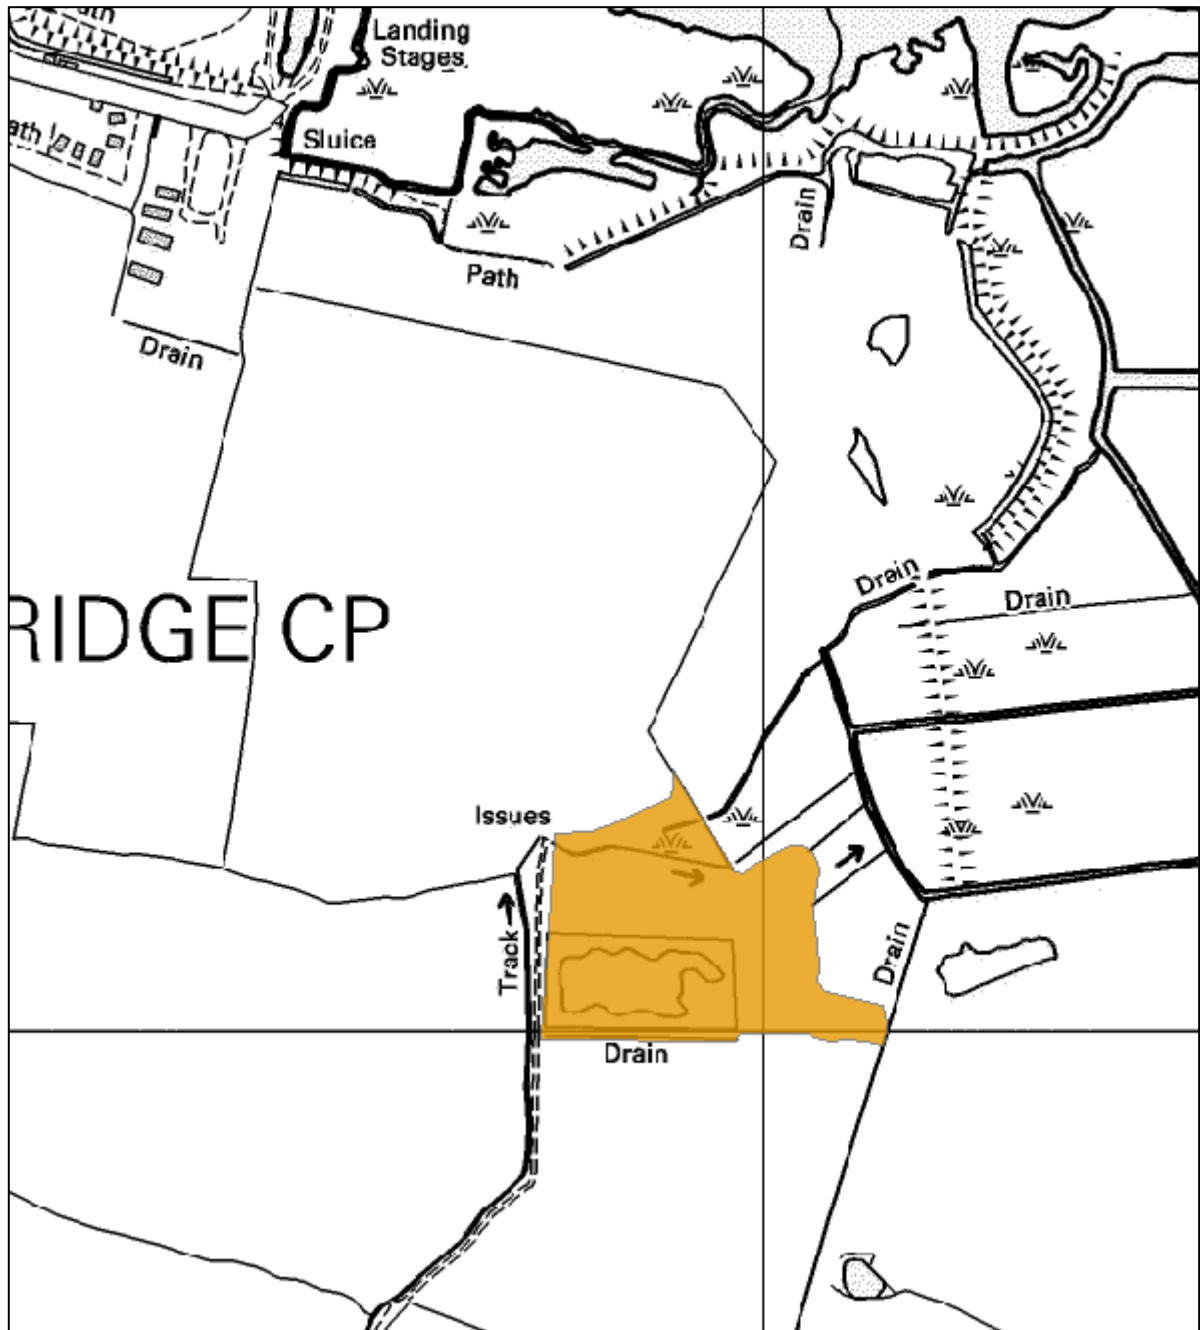 Landing
Stages
Sluice
Drain
Path
Drain
Drain
Drain
RIDGE CP
Issues
Track
Drain
Drain